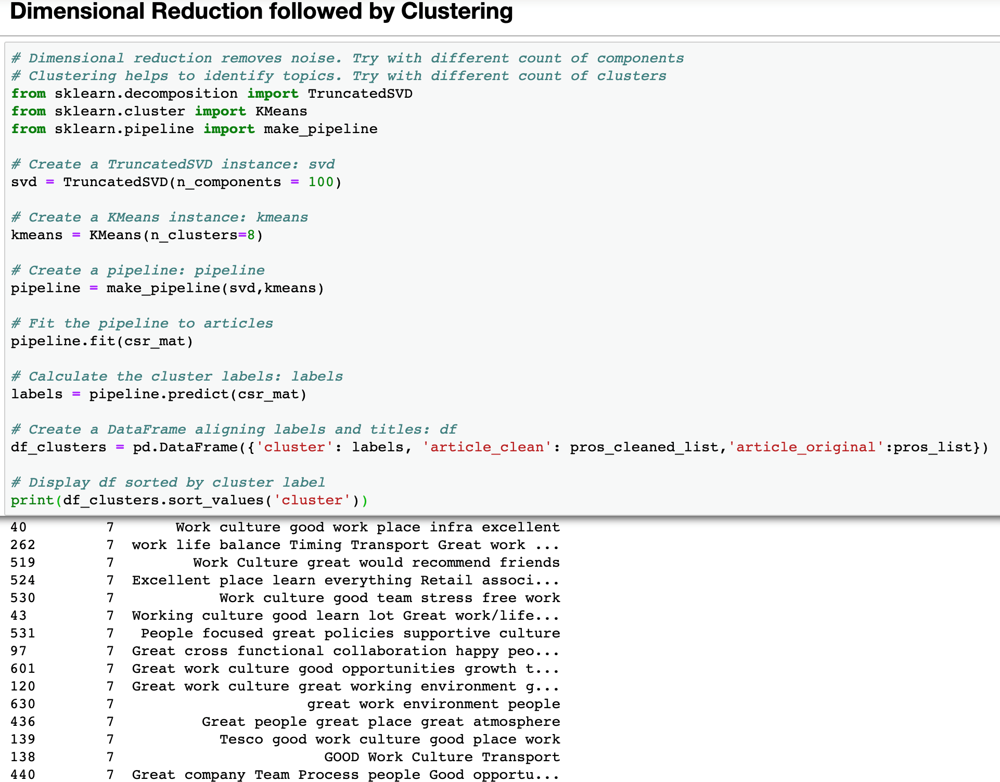 Dimensional Reduction followed by Clustering
# Dimensional reduction removes noise. Try with different count of components
# Clustering helps to identify topics. Try with different count of clusters
from sklearn.decomposition import TruncatedSVD
from sklearn.cluster import KMeans
from sklearn.pipeline import make_pipeline
# Create a TruncatedSVD instance: svd
svd = TruncatedSVD(n_components = 100)
# Create a KMeans instance: kmeans
kmeans = KMeans(n_clusters=8)
# Create a pipeline: pipeline
pipeline = make_pipeline(svd,kmeans)
# Fit the pipeline to articles
pipeline.fit(csr_mat)
# Calculate the cluster labels: labels
labels = pipeline.predict(csr_mat)
# Create a DataFrame aligning labels and titles: df
df_clusters = pd.DataFrame({'cluster': labels, 'article_clean': pros_cleaned_list,'article_original':pros_list})
# Display df sorted by cluster label
print(df_clusters.sort_values('cluster'))
40 7 Work culture good work place infra excellent
262 7 work life balance Timing Transport Great work ...
519 7 Work Culture great would recommend friends
524 7 Excellent place learn everything Retail associ...
530 7 Work culture good team stress free work
43 7 Working culture good learn lot Great work/life...
531 7 People focused great policies supportive culture
97 7 Great cross functional collaboration happy peo...
601 7 Great work culture good opportunities growth t...
120 7 Great work culture great working environment g...
630 7 great work environment people
436 7 Great people great place great atmosphere
139 7 Tesco good work culture good place work
138 7 GOOD Work Culture Transport
440 7 Great company Team Process people Good opportu...